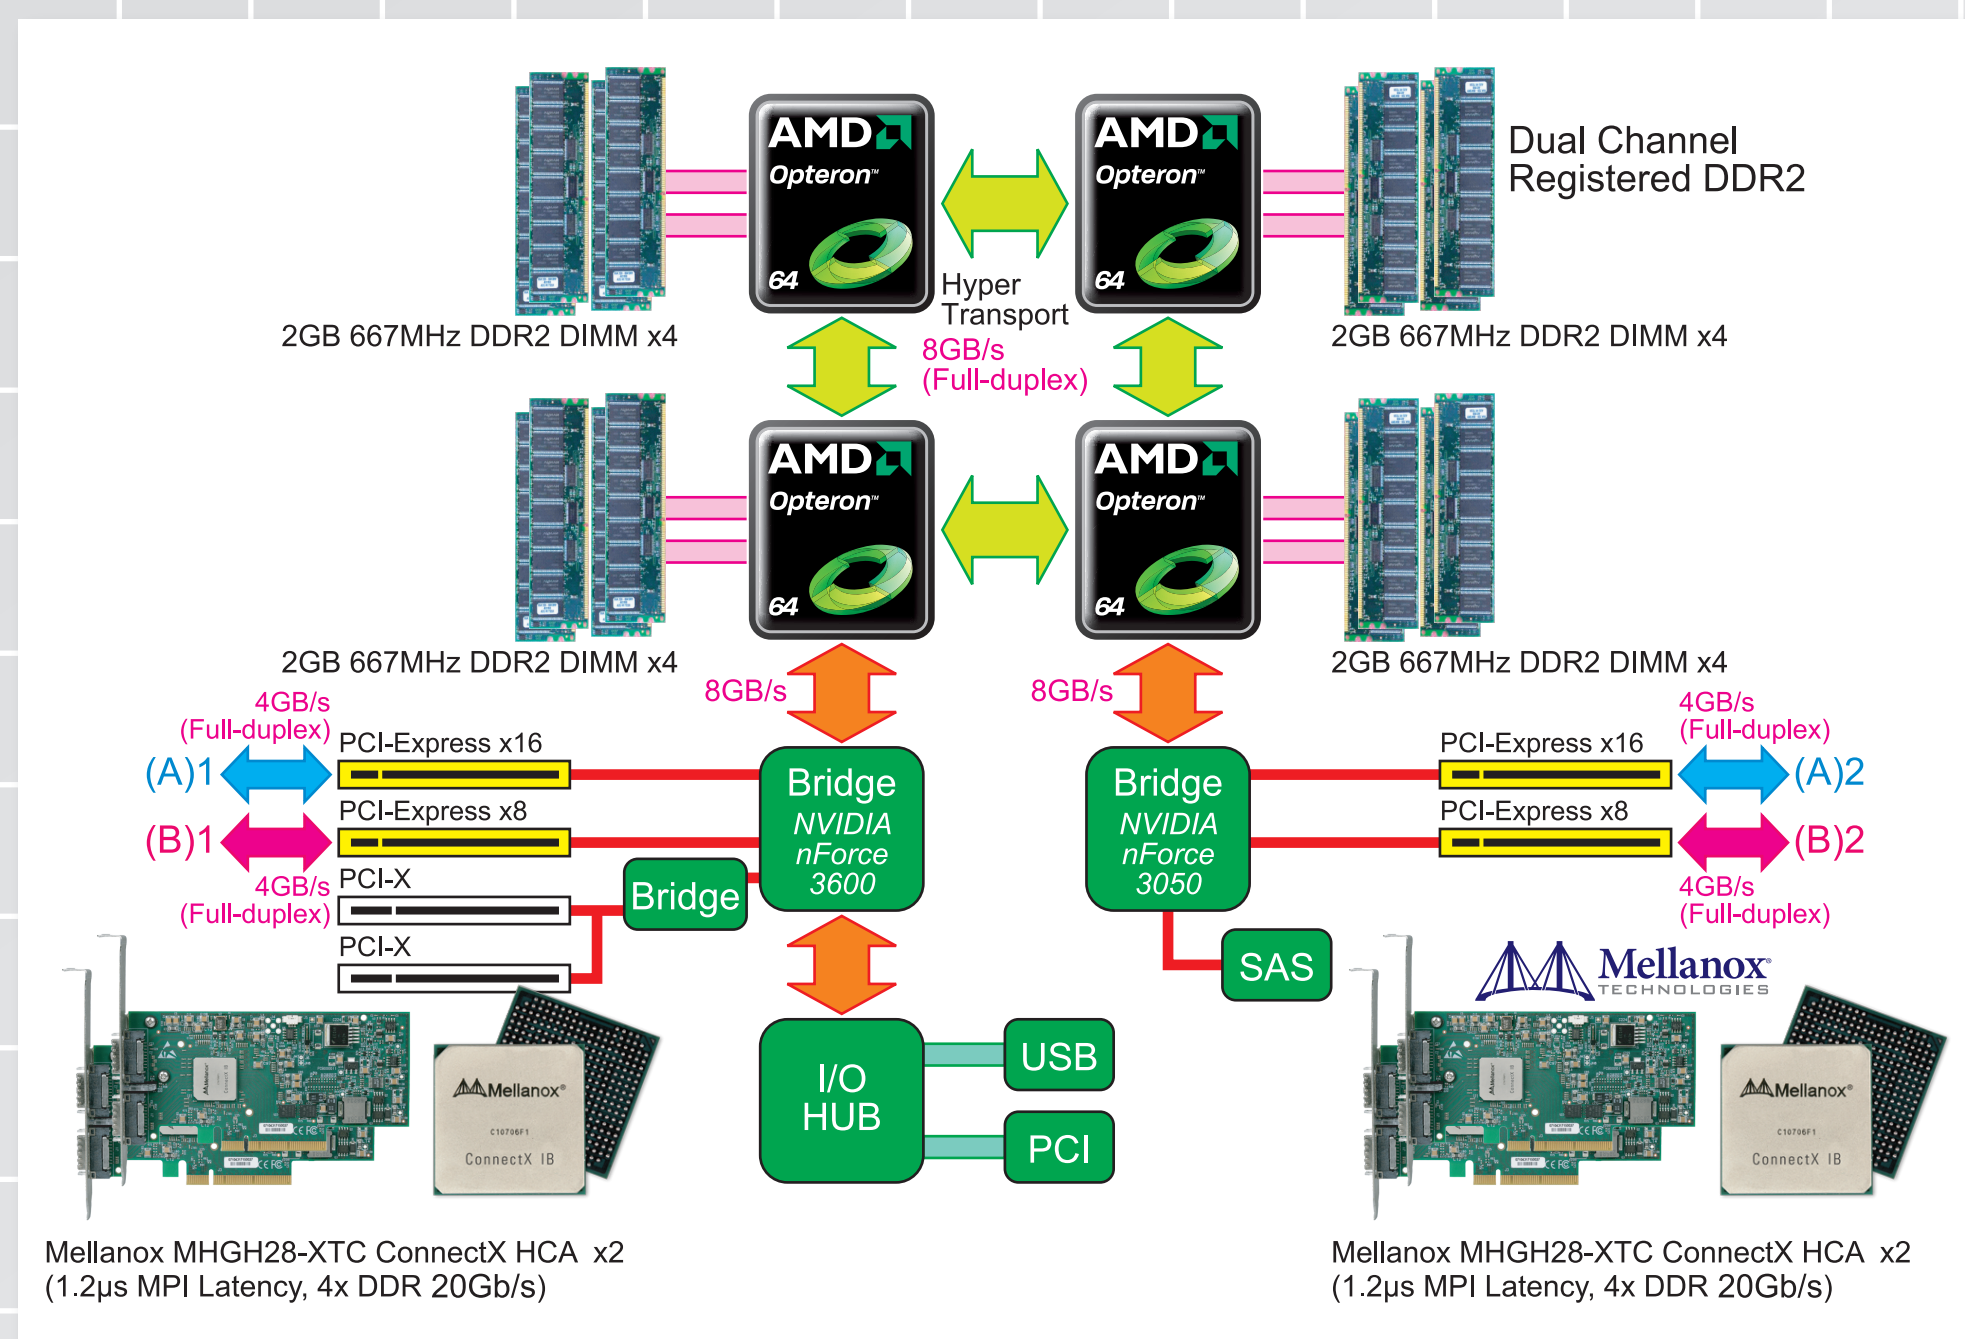 AMD
Opteron™
64
AMD
Opteron™
64
Dual Channel
Registered DDR2
Hyper
Transport
8GB/s
(Full-duplex)
2GB 667MHz DDR2 DIMM x4
2GB 667MHz DDR2 DIMM x4
AMD
Opteron™
64
AMD
Opteron™
64
2GB 667MHz DDR2 DIMM x4
2GB 667MHz DDR2 DIMM x4
8GB/s
8GB/s
4GB/s
(Full-duplex)
PCI-Express x16
(A)1
PCI-Express x8
(B)1
4GB/s
(Full-duplex)
PCI-X
PCI-X
Bridge
Bridge
NVIDIA
nForce
3600
Bridge
NVIDIA
nForce
3050
4GB/s
(Full-duplex)
PCI-Express x16
(A)2
PCI-Express x8
(B)2
4GB/s
(Full-duplex)
SAS
I/O
HUB
USB
PCI
Mellanox
TECHNOLOGIES
Mellanox®
C10706F1
ConnectX IB
Mellanox®
C10706F1
ConnectX IB
Mellanox MHGH28-XTC ConnectX HCA x2
(1.2µs MPI Latency, 4x DDR 20Gb/s)
Mellanox MHGH28-XTC ConnectX HCA x2
(1.2µs MPI Latency, 4x DDR 20Gb/s)